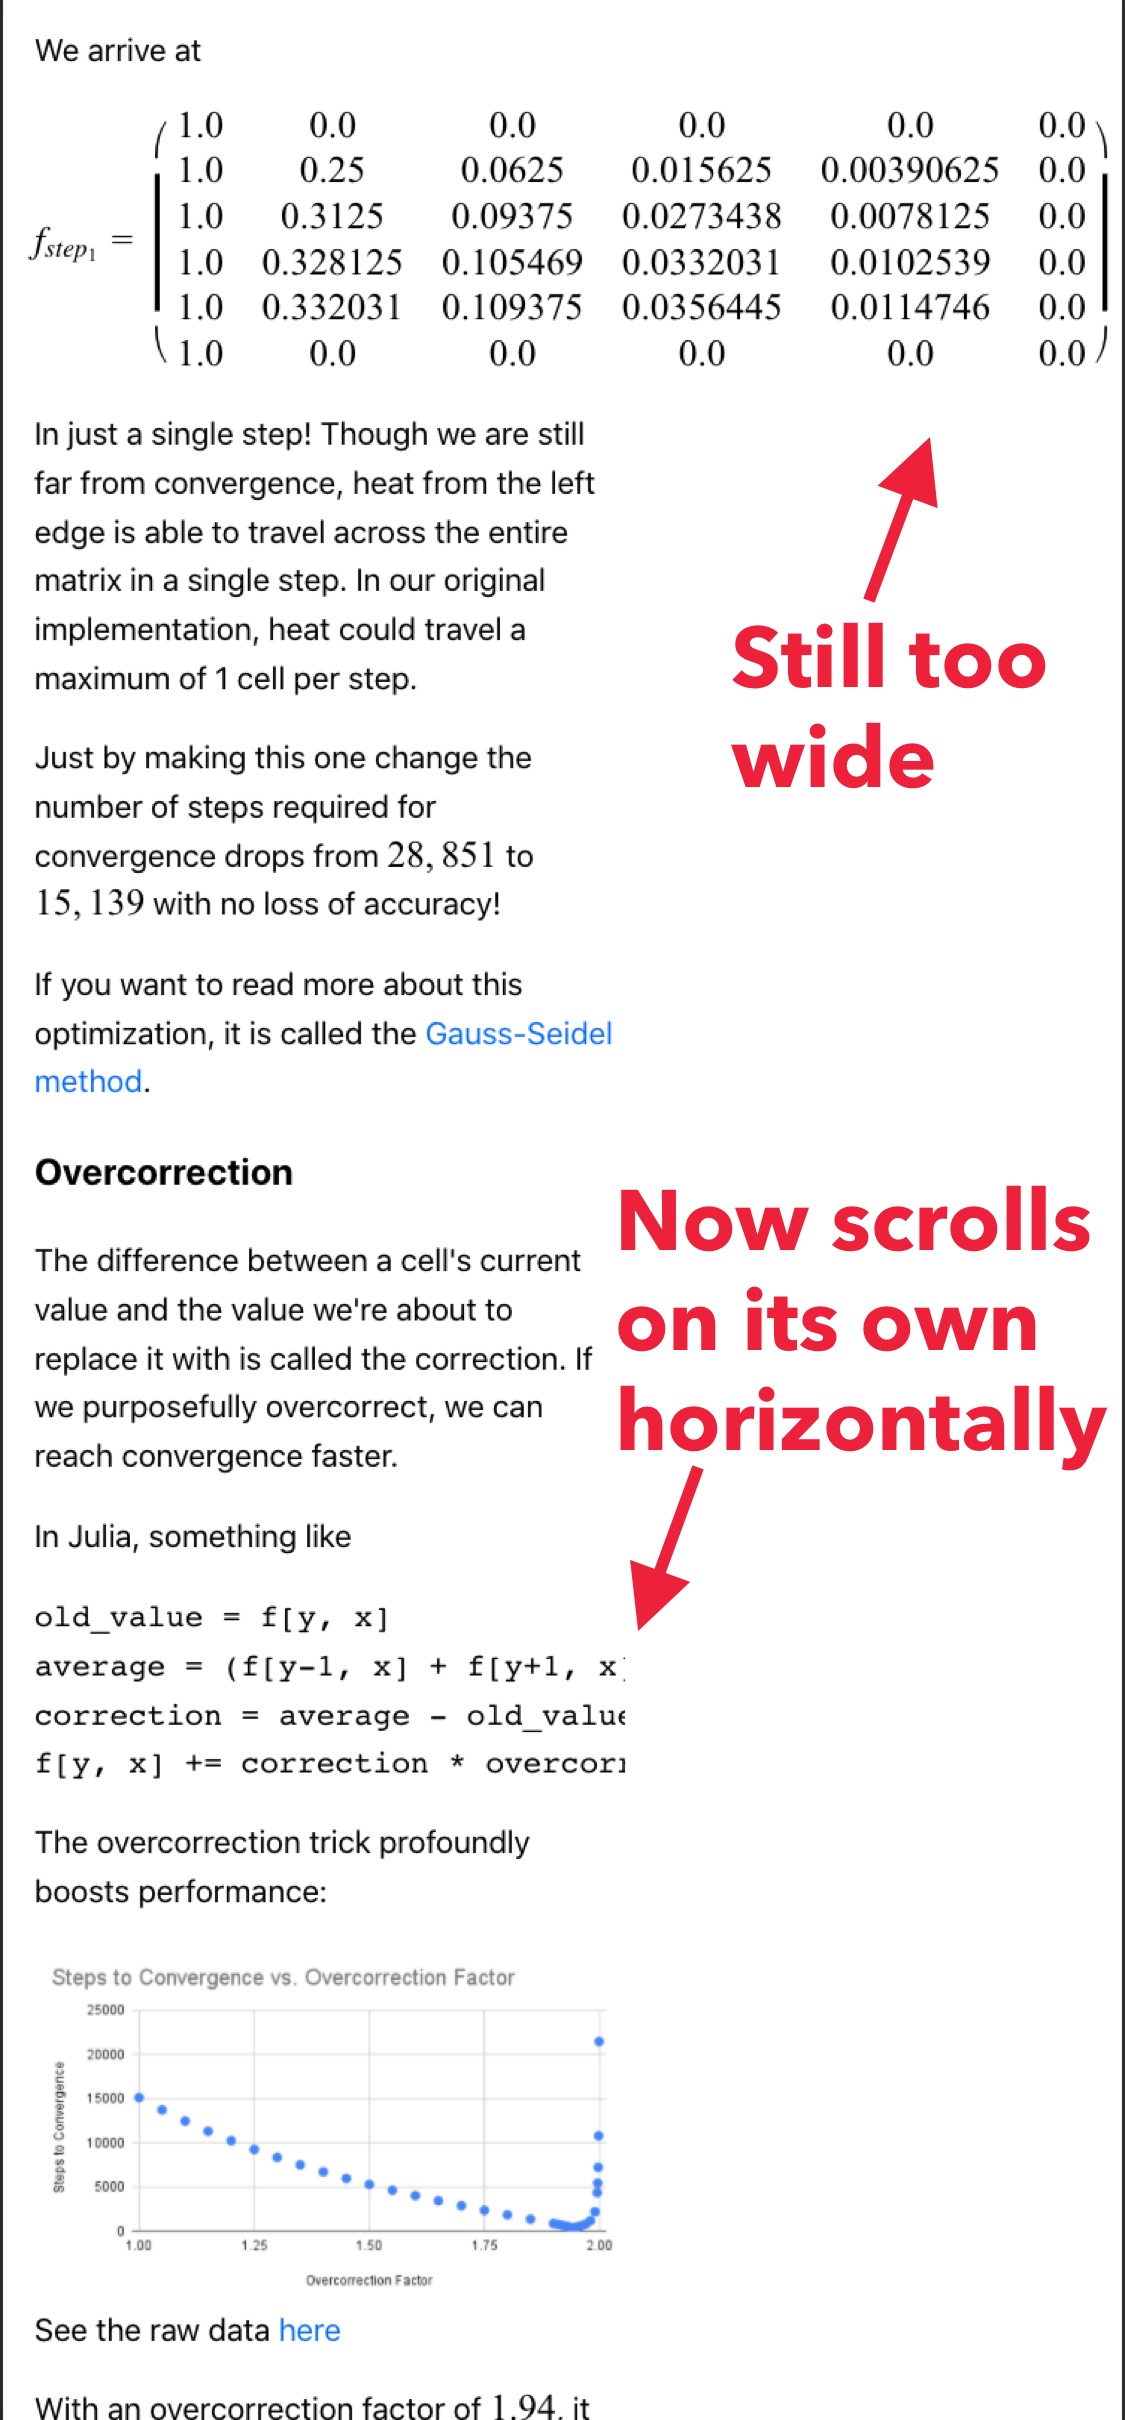 We arrive at
1.0 0.0 0.0 0.0 0.0 0.0
1.0 0.25 0.0625 0.015625 0.00390625 0.0
1.0 0.3125 0.09375 0.0273438 0.0078125 0.0
f_step₁ =
1.0 0.328125 0.105469 0.0332031 0.0102539 0.0
1.0 0.332031 0.109375 0.0356445 0.0114746 0.0
1.0 0.0 0.0 0.0 0.0 0.0
In just a single step! Though we are still
far from convergence, heat from the left
edge is able to travel across the entire
matrix in a single step. In our original
implementation, heat could travel a
maximum of 1 cell per step.
Still too
wide
Just by making this one change the
number of steps required for
convergence drops from 28, 851 to
15, 139 with no loss of accuracy!
If you want to read more about this
optimization, it is called the Gauss-Seidel
method.
Overcorrection
Now scrolls
on its own
horizontally
The difference between a cell's current
value and the value we're about to
replace it with is called the correction. If
we purposefully overcorrect, we can
reach convergence faster.
In Julia, something like
old_value = f[y, x]
average = (f[y-1, x] + f[y+1, x]
correction = average - old_value
f[y, x] += correction * overcorr
The overcorrection trick profoundly
boosts performance:
Steps to Convergence vs. Overcorrection Factor
Steps to Convergence
25000
20000
15000
10000
5000
0
1.00 1.25 1.50 1.75 2.00
Overcorrection Factor
See the raw data here
With an overcorrection factor of 1.94, it